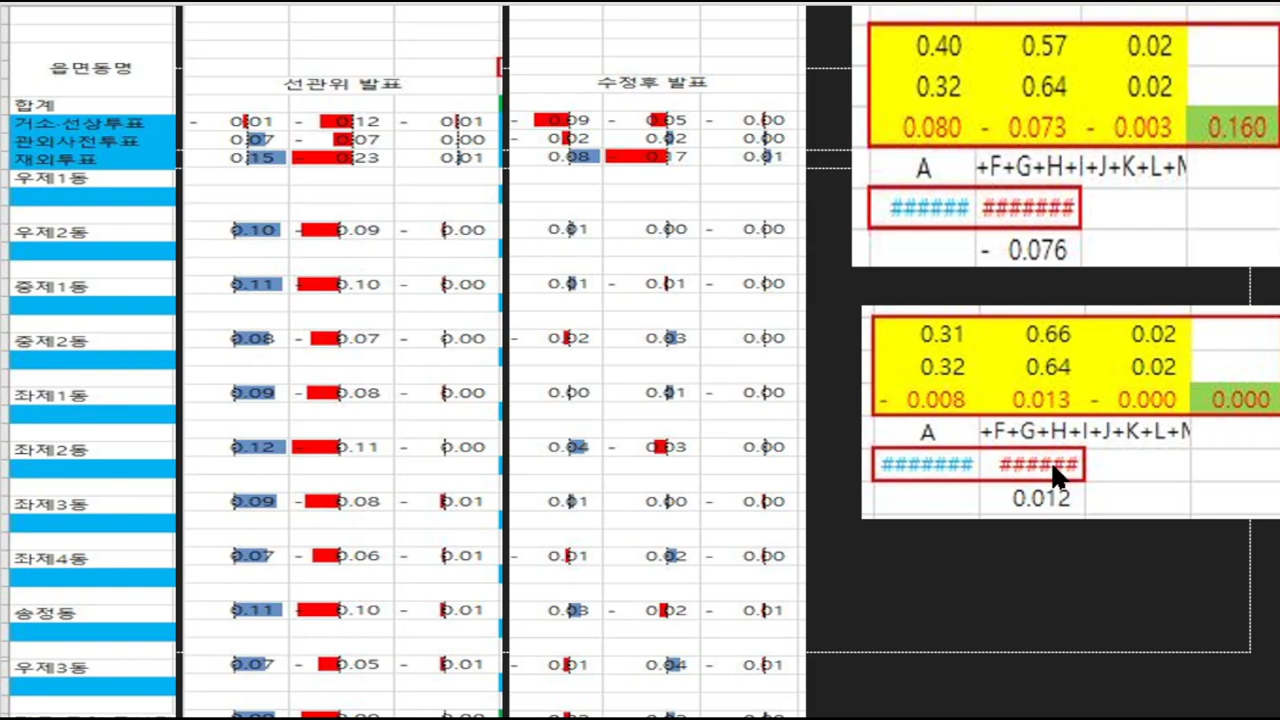 읍면동명
선관위 발표
수정후 발표
합계
거소·선상투표 - 0.01 - 0.12 - 0.01 - 0.09 - 0.05 - 0.00
관외사전투표 0.07 - 0.07 0.00 - 0.02 0.02 0.00
재외투표 0.15 - 0.23 0.01 0.08 - 0.17 0.01
우제1동
우제2동 0.10 - 0.09 - 0.00 0.01 0.00 - 0.00
중제1동 0.11 - 0.10 - 0.00 0.01 - 0.01 0.00
중제2동 0.08 - 0.07 - 0.00 - 0.02 0.03 0.00
좌제1동 0.09 - 0.08 - 0.00 0.00 0.01 - 0.00
좌제2동 0.12 - 0.11 - 0.00 0.04 - 0.03 - 0.00
좌제3동 0.09 - 0.08 - 0.01 0.01 0.00 - 0.00
좌제4동 0.07 - 0.06 - 0.01 - 0.01 0.02 - 0.00
송정동 0.11 - 0.10 - 0.01 0.03 - 0.02 - 0.01
우제3동 0.07 - 0.05 - 0.01 - 0.01 0.04 - 0.01
0.40 0.57 0.02
0.32 0.64 0.02
0.080 - 0.073 - 0.003 0.160
A +F+G+H+I+J+K+L+M
###### #######
- 0.076
0.31 0.66 0.02
0.32 0.64 0.02
- 0.008 0.013 - 0.000 0.000
A +F+G+H+I+J+K+L+M
####### ######
0.012